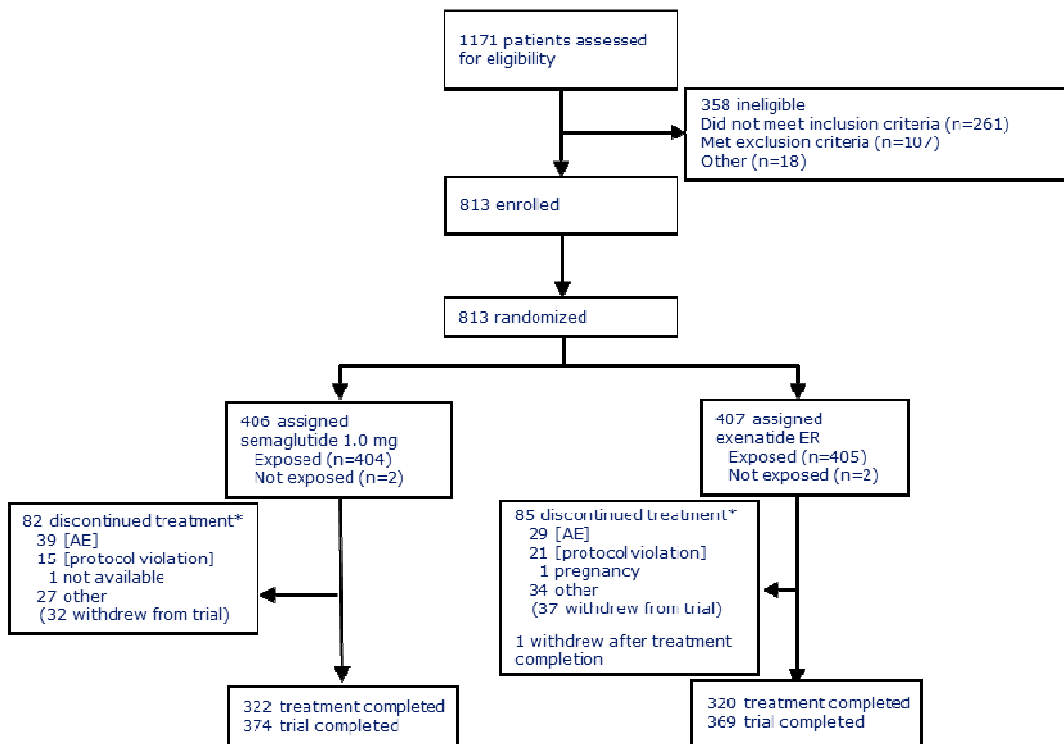 1171 patients assessed
for eligibility
358 ineligible
Did not meet inclusion criteria (n=261)
Met exclusion criteria (n=107)
Other (n=18)
813 enrolled
813 randomized
406 assigned
semaglutide 1.0 mg
Exposed (n=404)
Not exposed (n=2)
407 assigned
exenatide ER
Exposed (n=405)
Not exposed (n=2)
82 discontinued treatment*
39 [AE]
15 [protocol violation]
1 not available
27 other
(32 withdrew from trial)
85 discontinued treatment*
29 [AE]
21 [protocol violation]
1 pregnancy
34 other
(37 withdrew from trial)
1 withdrew after treatment
completion
322 treatment completed
374 trial completed
320 treatment completed
369 trial completed